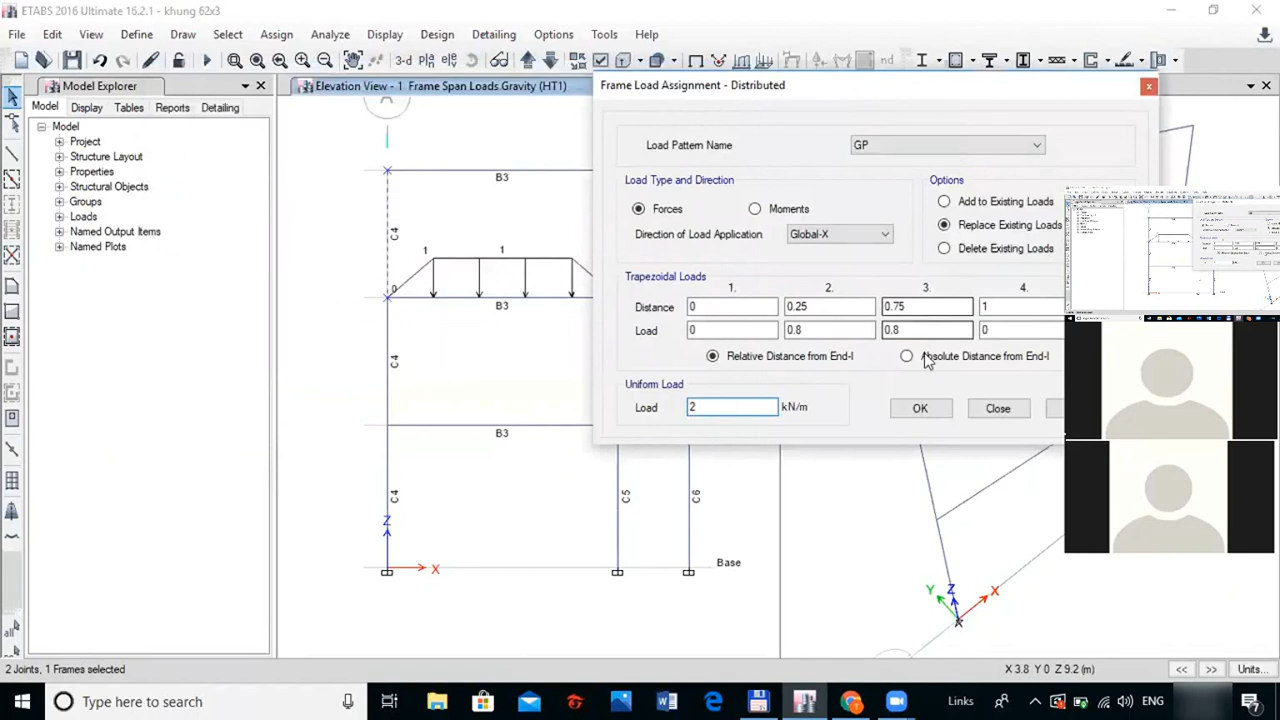 ETABS 2016 Ultimate 16.2.1 - khung 62x3
File Edit View Define Draw Select Assign Analyze Display Design Detailing Options Tools Help
3-d plà elè nd
Model Explorer
Model Display Tables Reports Detailing
Model
Project
Structure Layout
Properties
Structural Objects
Groups
Loads
Named Output Items
Named Plots
Elevation View - 1 Frame Span Loads Gravity (HT1)
A
B3
C4
1 1
0
B3
C4
B3
C4 C5 C6
Z
X
Base
Frame Load Assignment - Distributed
Load Pattern Name GP
Load Type and Direction
Forces Moments
Direction of Load Application Global-X
Options
Add to Existing Loads
Replace Existing Loads
Delete Existing Loads
Trapezoidal Loads
1. 2. 3. 4.
Distance 0 0.25 0.75 1
Load 0 0.8 0.8 0
Relative Distance from End-I Absolute Distance from End-I
Uniform Load
Load 2 kN/m
OK Close
Y Z X
all
2 Joints, 1 Frames selected
X 3.8 Y 0 Z 9.2 (m)
<< >> Units...
Type here to search
Links ENG 7